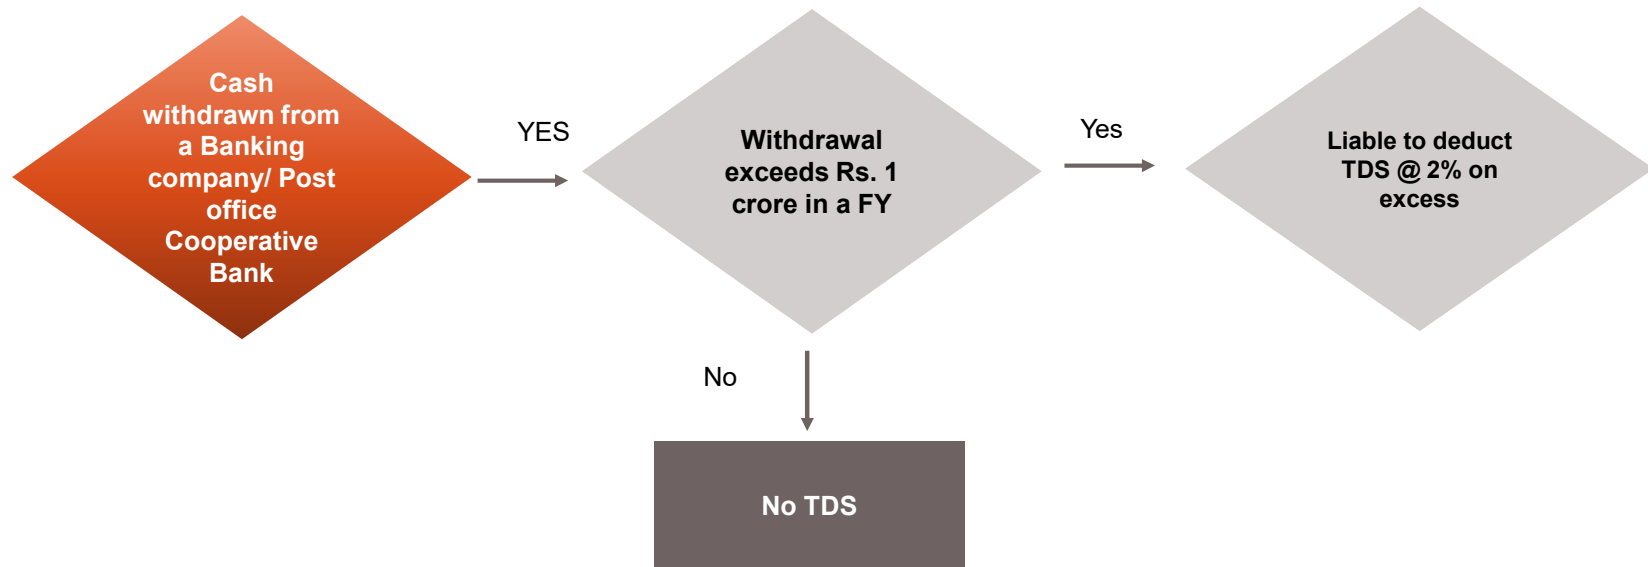 Cash
withdrawn from
a Banking
company/ Post
office
Cooperative
Bank
YES
Withdrawal
exceeds Rs. 1
crore in a FY
Yes
Liable to deduct
TDS @ 2% on
excess
No
No TDS